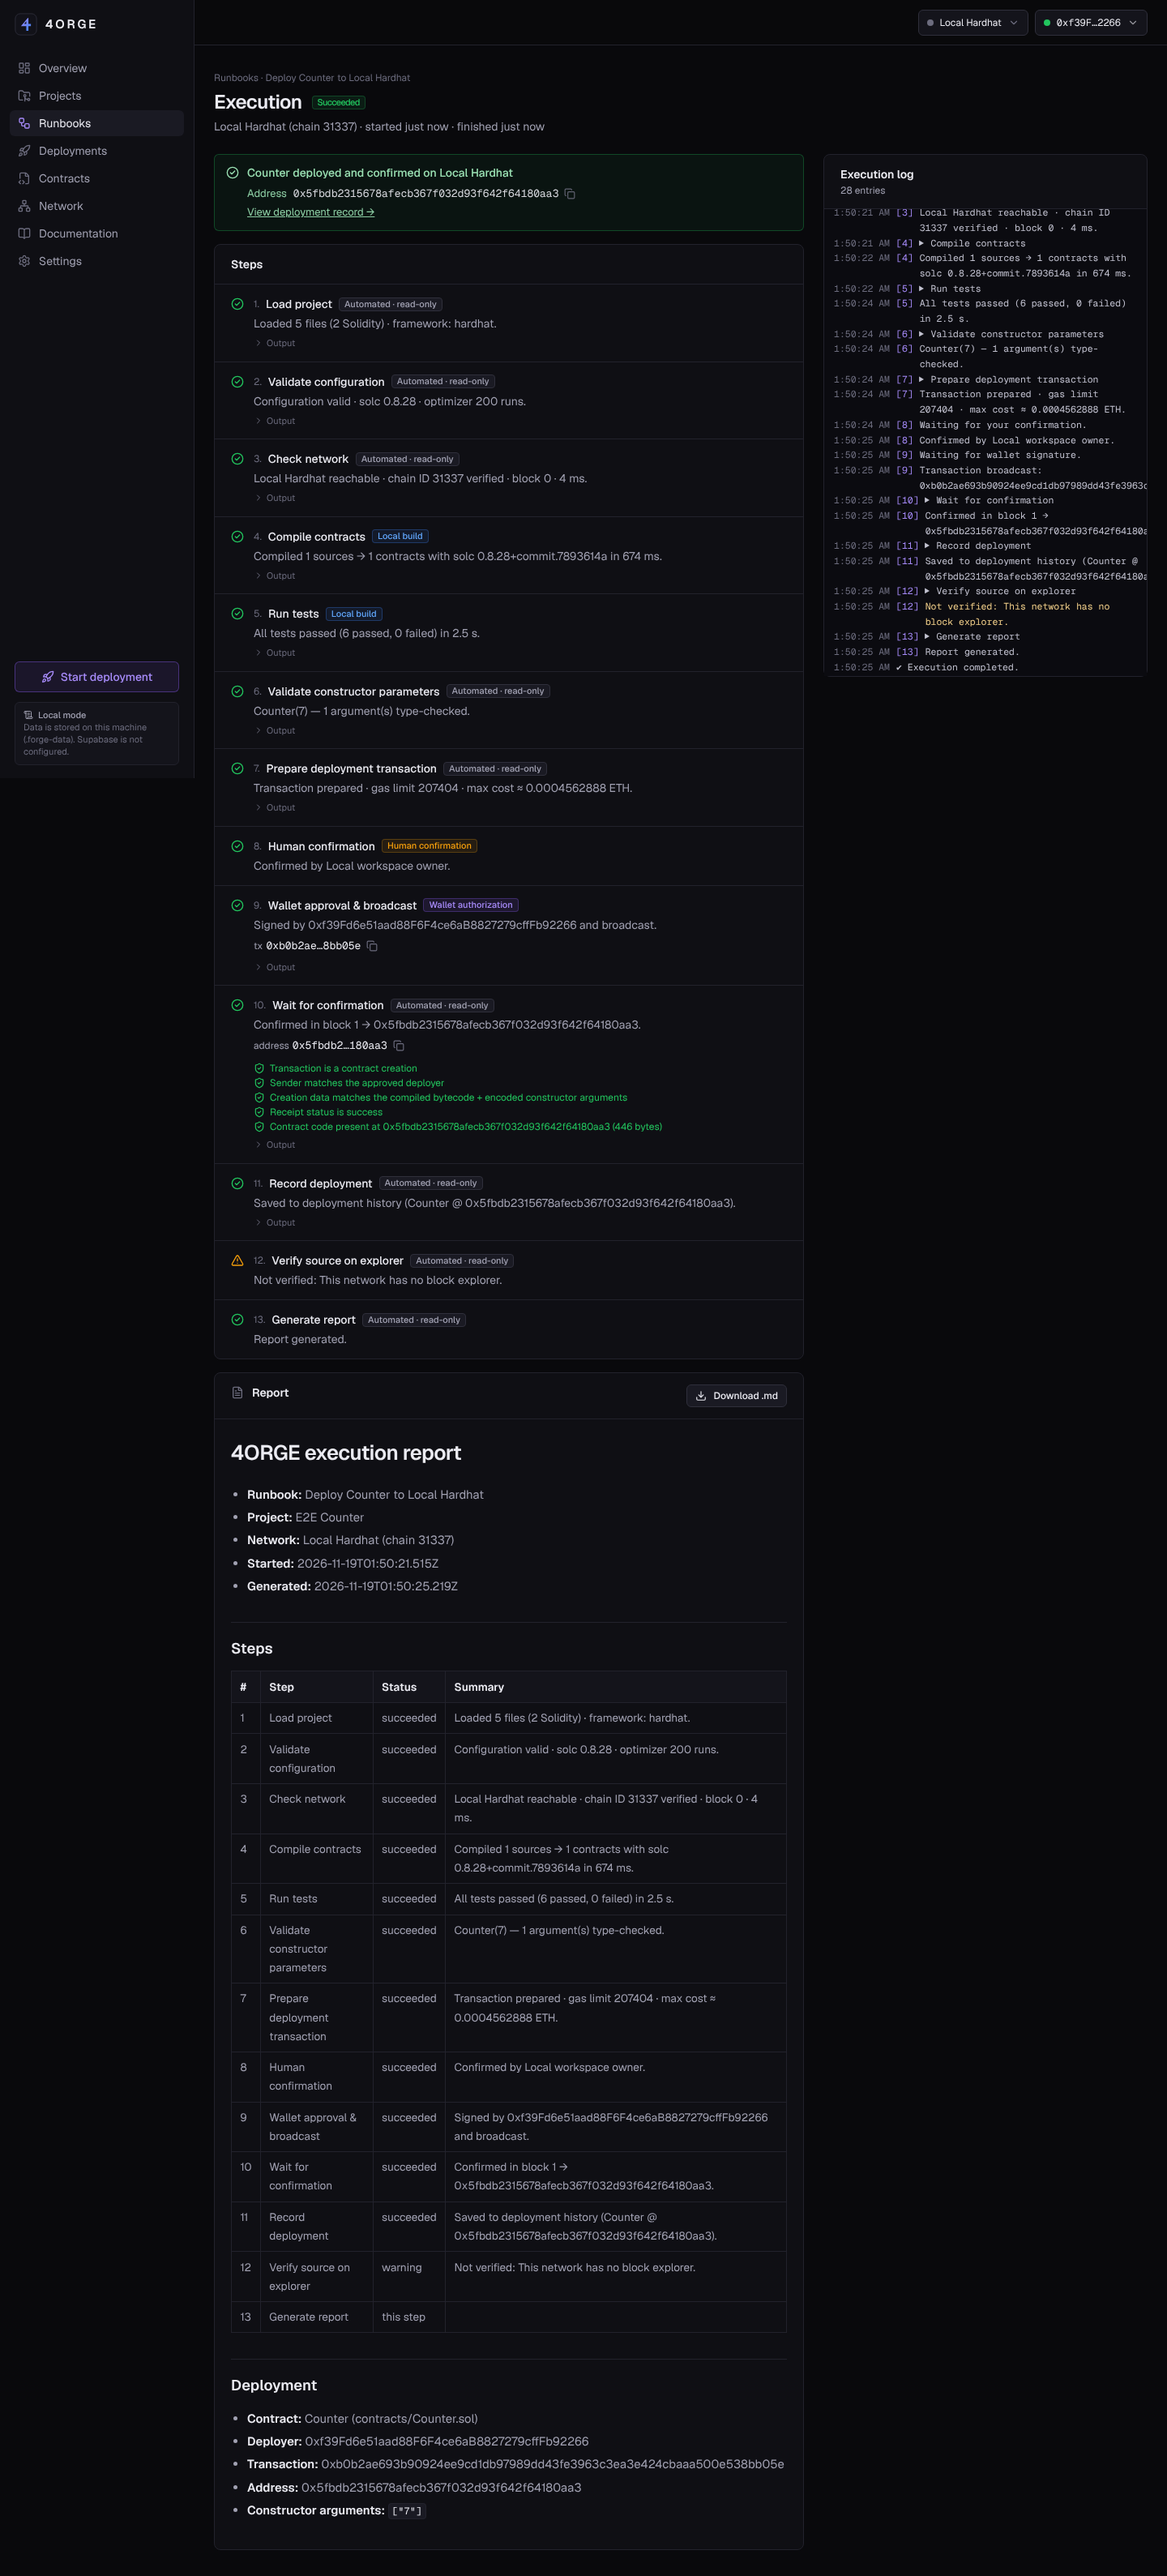 4ORGE
Overview
Projects
Runbooks
Deployments
Contracts
Network
Documentation
Settings
Start deployment
Local mode
Data is stored on this machine
(.forge-data). Supabase is not
configured.
Local Hardhat
0xf39F…2266
Runbooks · Deploy Counter to Local Hardhat
Execution Succeeded
Local Hardhat (chain 31337) · started just now · finished just now
Counter deployed and confirmed on Local Hardhat
Address 0x5fbdb2315678afecb367f032d93f642f64180aa3
View deployment record →
Steps
1. Load project Automated · read-only
Loaded 5 files (2 Solidity) · framework: hardhat.
Output
2. Validate configuration Automated · read-only
Configuration valid · solc 0.8.28 · optimizer 200 runs.
Output
3. Check network Automated · read-only
Local Hardhat reachable · chain ID 31337 verified · block 0 · 4 ms.
Output
4. Compile contracts Local build
Compiled 1 sources → 1 contracts with solc 0.8.28+commit.7893614a in 674 ms.
Output
5. Run tests Local build
All tests passed (6 passed, 0 failed) in 2.5 s.
Output
6. Validate constructor parameters Automated · read-only
Counter(7) — 1 argument(s) type-checked.
Output
7. Prepare deployment transaction Automated · read-only
Transaction prepared · gas limit 207404 · max cost ≈ 0.0004562888 ETH.
Output
8. Human confirmation Human confirmation
Confirmed by Local workspace owner.
9. Wallet approval & broadcast Wallet authorization
Signed by 0xf39Fd6e51aad88F6F4ce6aB8827279cffFb92266 and broadcast.
tx 0xb0b2ae…8bb05e
Output
10. Wait for confirmation Automated · read-only
Confirmed in block 1 → 0x5fbdb2315678afecb367f032d93f642f64180aa3.
address 0x5fbdb2…180aa3
Transaction is a contract creation
Sender matches the approved deployer
Creation data matches the compiled bytecode + encoded constructor arguments
Receipt status is success
Contract code present at 0x5fbdb2315678afecb367f032d93f642f64180aa3 (446 bytes)
Output
11. Record deployment Automated · read-only
Saved to deployment history (Counter @ 0x5fbdb2315678afecb367f032d93f642f64180aa3).
Output
12. Verify source on explorer Automated · read-only
Not verified: This network has no block explorer.
13. Generate report Automated · read-only
Report generated.
Execution log
28 entries
1:50:21 AM [3] Local Hardhat reachable · chain ID
31337 verified · block 0 · 4 ms.
1:50:21 AM [4] ▸ Compile contracts
1:50:22 AM [4] Compiled 1 sources → 1 contracts with
solc 0.8.28+commit.7893614a in 674 ms.
1:50:22 AM [5] ▸ Run tests
1:50:24 AM [5] All tests passed (6 passed, 0 failed)
in 2.5 s.
1:50:24 AM [6] ▸ Validate constructor parameters
1:50:24 AM [6] Counter(7) — 1 argument(s) type-
checked.
1:50:24 AM [7] ▸ Prepare deployment transaction
1:50:24 AM [7] Transaction prepared · gas limit
207404 · max cost ≈ 0.0004562888 ETH.
1:50:24 AM [8] Waiting for your confirmation.
1:50:25 AM [8] Confirmed by Local workspace owner.
1:50:25 AM [9] Waiting for wallet signature.
1:50:25 AM [9] Transaction broadcast:
0xb0b2ae693b90924ee9cd1db97989dd43fe3963c
1:50:25 AM [10] ▸ Wait for confirmation
1:50:25 AM [10] Confirmed in block 1 →
0x5fbdb2315678afecb367f032d93f642f64180a
1:50:25 AM [11] ▸ Record deployment
1:50:25 AM [11] Saved to deployment history (Counter @
0x5fbdb2315678afecb367f032d93f642f64180a
1:50:25 AM [12] ▸ Verify source on explorer
1:50:25 AM [12] Not verified: This network has no
block explorer.
1:50:25 AM [13] ▸ Generate report
1:50:25 AM [13] Report generated.
1:50:25 AM ✔ Execution completed.
Report
Download .md
4ORGE execution report
• Runbook: Deploy Counter to Local Hardhat
• Project: E2E Counter
• Network: Local Hardhat (chain 31337)
• Started: 2026-11-19T01:50:21.515Z
• Generated: 2026-11-19T01:50:25.219Z
Steps
# Step Status Summary
1 Load project succeeded Loaded 5 files (2 Solidity) · framework: hardhat.
2 Validate configuration succeeded Configuration valid · solc 0.8.28 · optimizer 200 runs.
3 Check network succeeded Local Hardhat reachable · chain ID 31337 verified · block 0 · 4 ms.
4 Compile contracts succeeded Compiled 1 sources → 1 contracts with solc 0.8.28+commit.7893614a in 674 ms.
5 Run tests succeeded All tests passed (6 passed, 0 failed) in 2.5 s.
6 Validate constructor parameters succeeded Counter(7) — 1 argument(s) type-checked.
7 Prepare deployment transaction succeeded Transaction prepared · gas limit 207404 · max cost ≈ 0.0004562888 ETH.
8 Human confirmation succeeded Confirmed by Local workspace owner.
9 Wallet approval & broadcast succeeded Signed by 0xf39Fd6e51aad88F6F4ce6aB8827279cffFb92266 and broadcast.
10 Wait for confirmation succeeded Confirmed in block 1 → 0x5fbdb2315678afecb367f032d93f642f64180aa3.
11 Record deployment succeeded Saved to deployment history (Counter @ 0x5fbdb2315678afecb367f032d93f642f64180aa3).
12 Verify source on explorer warning Not verified: This network has no block explorer.
13 Generate report this step
Deployment
• Contract: Counter (contracts/Counter.sol)
• Deployer: 0xf39Fd6e51aad88F6F4ce6aB8827279cffFb92266
• Transaction: 0xb0b2ae693b90924ee9cd1db97989dd43fe3963c3ea3e424cbaaa500e538bb05e
• Address: 0x5fbdb2315678afecb367f032d93f642f64180aa3
• Constructor arguments: ["7"]